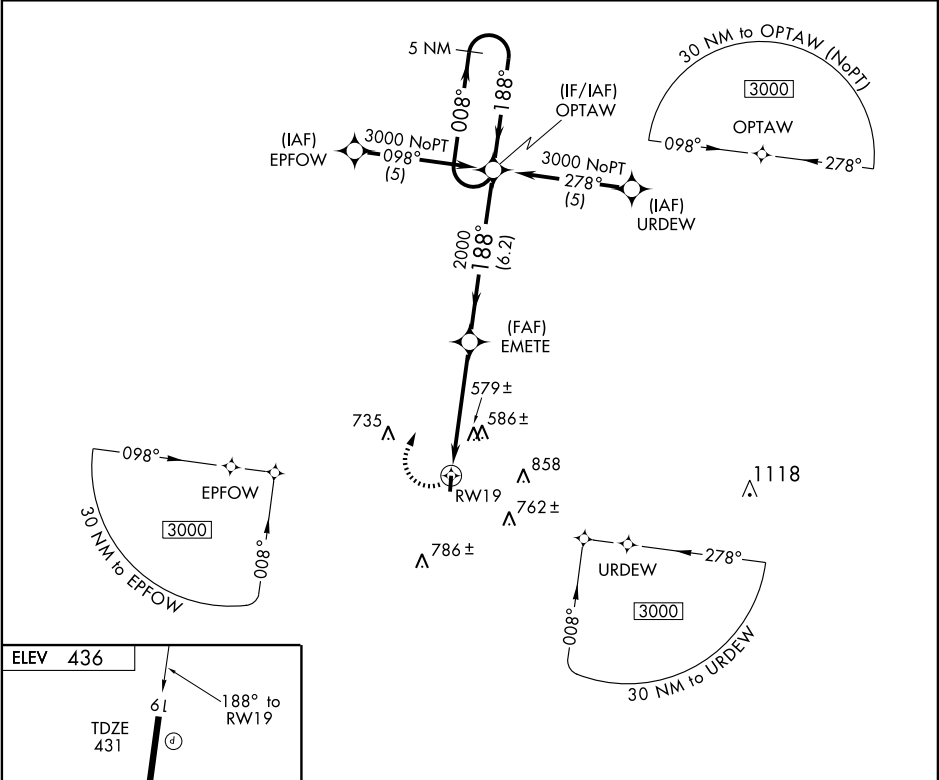 5 NM
008°
188°
(IF/IAF)
OPTAW
(IAF)
EPFOW
3000 NoPT
098°
(5)
3000 NoPT
278°
(5)
(IAF)
URDEW
30 NM to OPTAW (NoPT)
3000
OPTAW
098°
278°
2000
188°
(6.2)
(FAF)
EMETE
579±
586±
735
858
RW19
762±
786±
1118
098°
EPFOW
3000
008°
30 NM to EPFOW
URDEW
278°
3000
008°
30 NM to URDEW
ELEV 436
188° to
RW19
19
TDZE
431
P